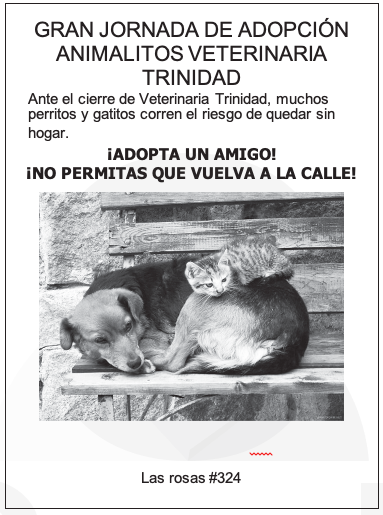 GRAN JORNADA DE ADOPCIÓN
ANIMALITOS VETERINARIA
TRINIDAD
Ante el cierre de Veterinaria Trinidad, muchos
perritos y gatitos corren el riesgo de quedar sin
hogar.
¡ADOPTA UN AMIGO!
¡NO PERMITAS QUE VUELVA A LA CALLE!
Las rosas #324